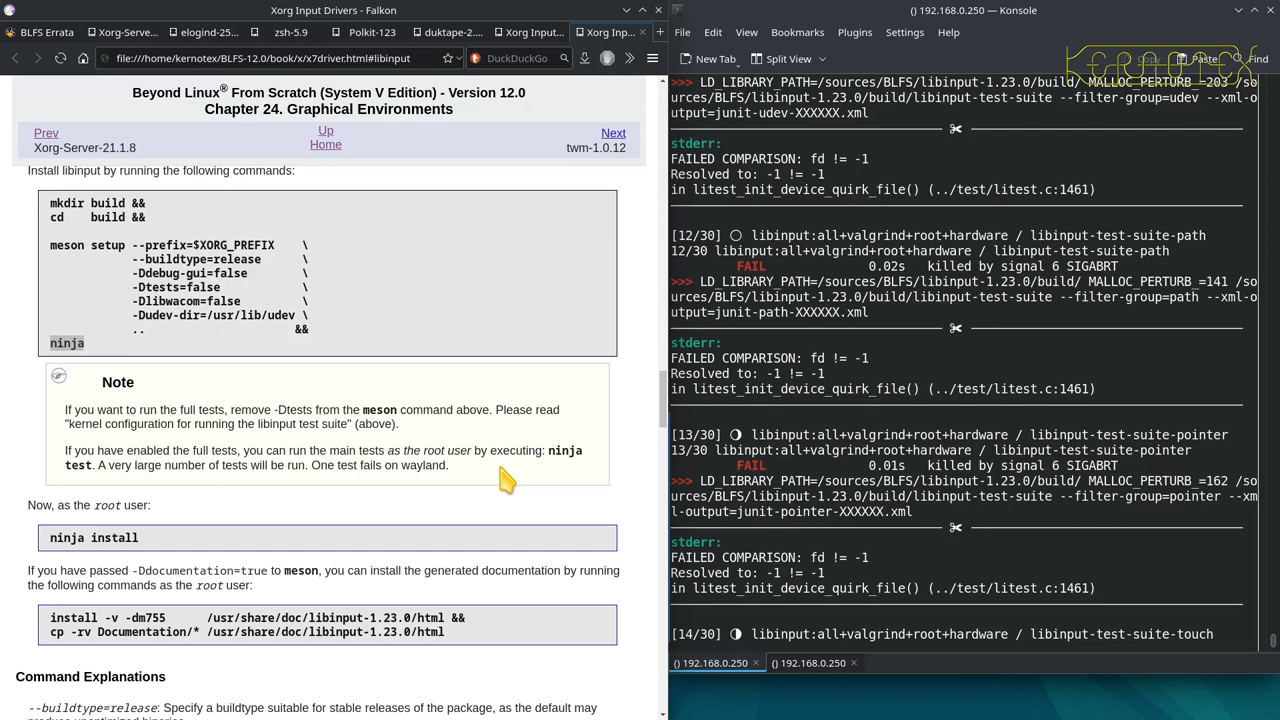 Xorg Input Drivers - Falkon
BLFS Errata
Xorg-Serve...
elogind-25...
zsh-5.9
Polkit-123
duktape-2....
Xorg Input...
Xorg Inp...
file:///home/kernotex/BLFS-12.0/book/x/x7driver.html#libinput
DuckDuckGo
Beyond Linux® From Scratch (System V Edition) - Version 12.0
Chapter 24. Graphical Environments
Prev
Up
Next
Xorg-Server-21.1.8
Home
twm-1.0.12
Install libinput by running the following commands:
mkdir build &&
cd    build &&
meson setup --prefix=$XORG_PREFIX    \
--buildtype=release      \
-Ddebug-gui=false        \
-Dtests=false            \
-Dlibwacom=false         \
-Dudev-dir=/usr/lib/udev \
..                      &&
ninja
Note
If you want to run the full tests, remove -Dtests from the meson command above. Please read
"kernel configuration for running the libinput test suite" (above).
If you have enabled the full tests, you can run the main tests as the root user by executing: ninja
test. A very large number of tests will be run. One test fails on wayland.
Now, as the root user:
ninja install
If you have passed -Ddocumentation=true to meson, you can install the generated documentation by running
the following commands as the root user:
install -v -dm755      /usr/share/doc/libinput-1.23.0/html &&
cp -rv Documentation/* /usr/share/doc/libinput-1.23.0/html
Command Explanations
--buildtype=release: Specify a buildtype suitable for stable releases of the package, as the default may
produce unoptimized binaries.
() 192.168.0.250 — Konsole
File
Edit
View
Bookmarks
Plugins
Settings
Help
New Tab
Split View
Copy
Paste
Find
KERNOTEX
>>> LD_LIBRARY_PATH=/sources/BLFS/libinput-1.23.0/build/ MALLOC_PERTURB_=203 /so
urces/BLFS/libinput-1.23.0/build/libinput-test-suite --filter-group=udev --xml-o
utput=junit-udev-XXXXXX.xml
stderr:
FAILED COMPARISON: fd != -1
Resolved to: -1 != -1
in litest_init_device_quirk_file() (../test/litest.c:1461)
[12/30] libinput:all+valgrind+root+hardware / libinput-test-suite-path
12/30 libinput:all+valgrind+root+hardware / libinput-test-suite-path
FAIL            0.02s   killed by signal 6 SIGABRT
>>> LD_LIBRARY_PATH=/sources/BLFS/libinput-1.23.0/build/ MALLOC_PERTURB_=141 /so
urces/BLFS/libinput-1.23.0/build/libinput-test-suite --filter-group=path --xml-o
utput=junit-path-XXXXXX.xml
stderr:
FAILED COMPARISON: fd != -1
Resolved to: -1 != -1
in litest_init_device_quirk_file() (../test/litest.c:1461)
[13/30] libinput:all+valgrind+root+hardware / libinput-test-suite-pointer
13/30 libinput:all+valgrind+root+hardware / libinput-test-suite-pointer
FAIL            0.01s   killed by signal 6 SIGABRT
>>> LD_LIBRARY_PATH=/sources/BLFS/libinput-1.23.0/build/ MALLOC_PERTURB_=162 /so
urces/BLFS/libinput-1.23.0/build/libinput-test-suite --filter-group=pointer --xm
l-output=junit-pointer-XXXXXX.xml
stderr:
FAILED COMPARISON: fd != -1
Resolved to: -1 != -1
in litest_init_device_quirk_file() (../test/litest.c:1461)
[14/30] libinput:all+valgrind+root+hardware / libinput-test-suite-touch
() 192.168.0.250
() 192.168.0.250